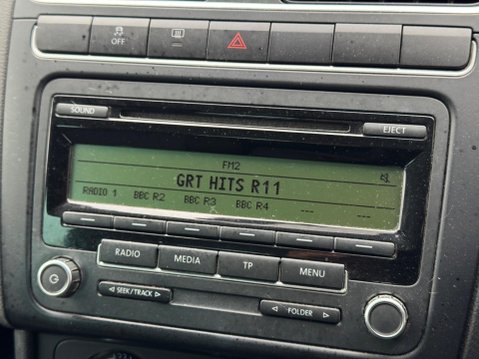 OFF
SOUND
EJECT
FM2
GRT HITS R11
RADIO 1 BBC R2 BBC R3 BBC R4 --- ---
RADIO MEDIA TP MENU
◁ SEEK/TRACK ▷
◁ FOLDER ▷